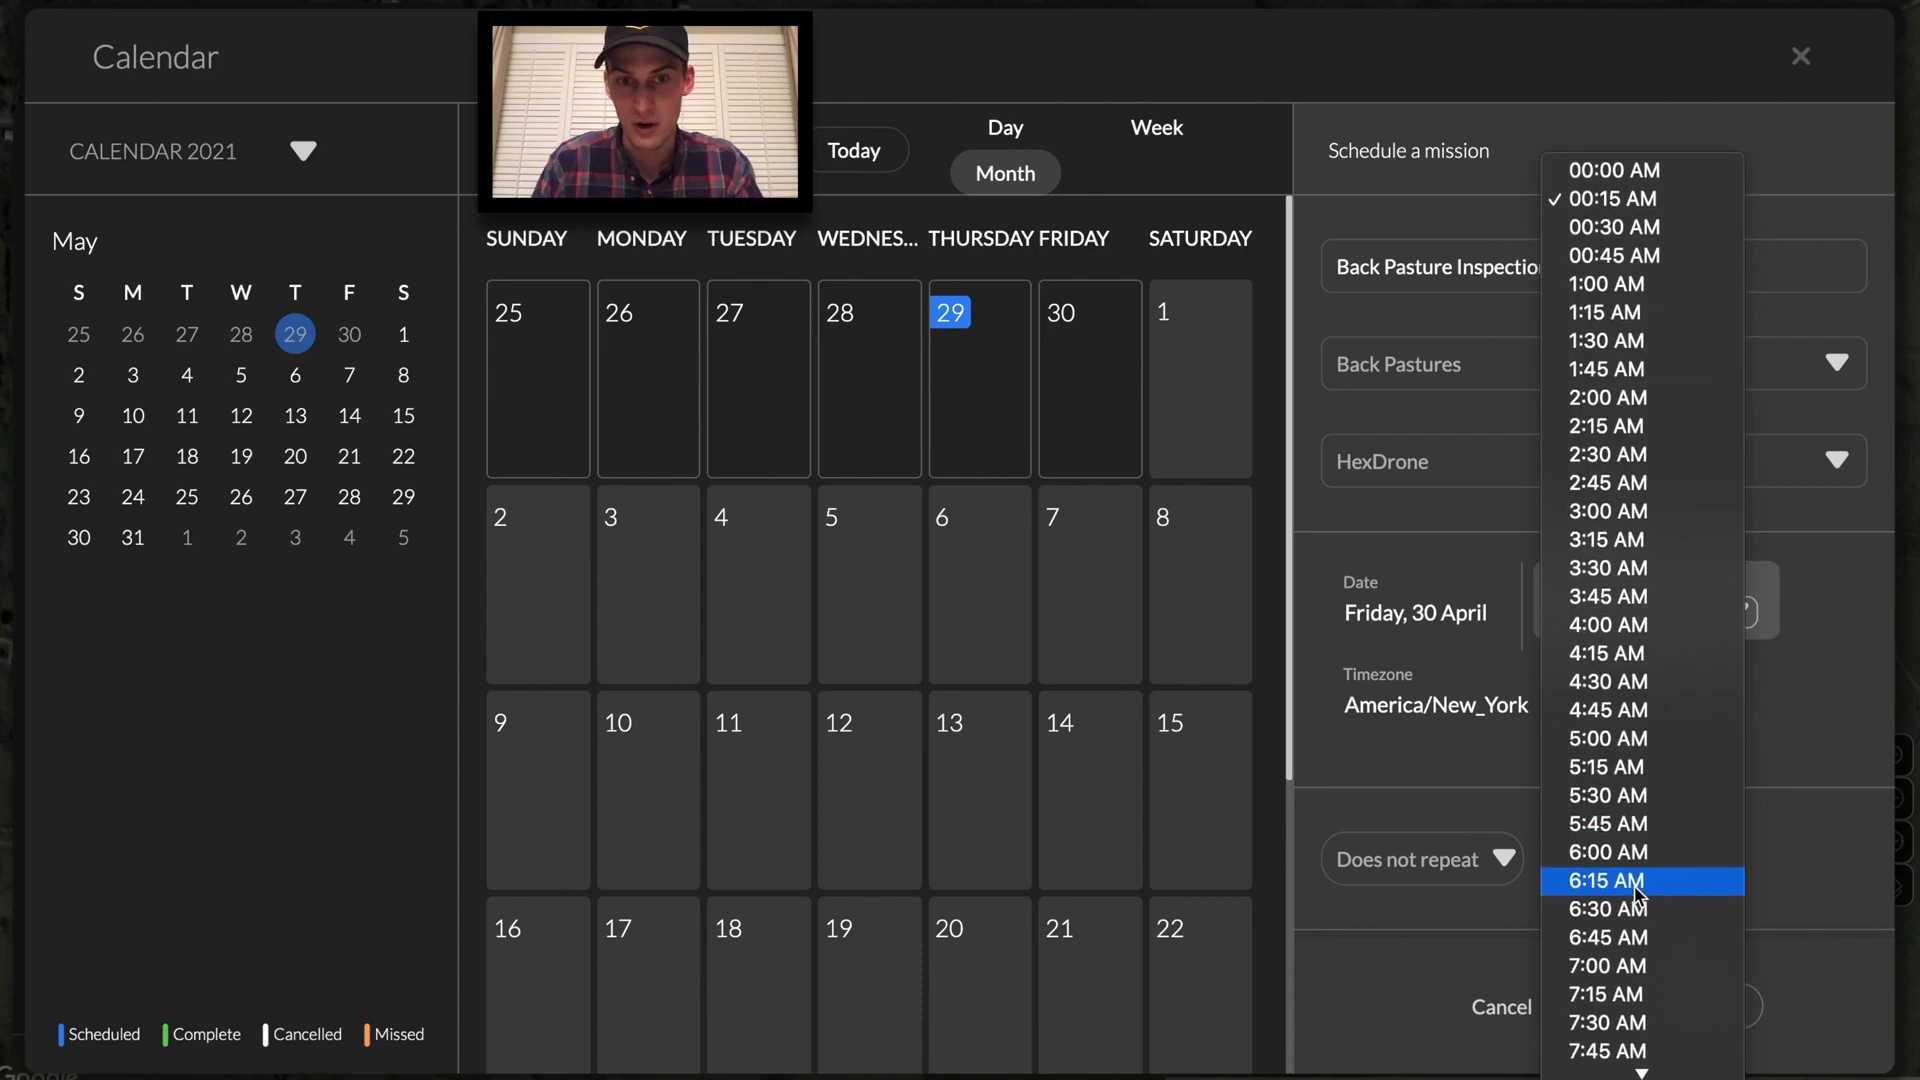 Calendar
CALENDAR 2021
Today
Day
Week
Month
Schedule a mission
May
S M T W T F S
25 26 27 28 29 30 1
2 3 4 5 6 7 8
9 10 11 12 13 14 15
16 17 18 19 20 21 22
23 24 25 26 27 28 29
30 31 1 2 3 4 5
Scheduled Complete Cancelled Missed
SUNDAY MONDAY TUESDAY WEDNES... THURSDAY FRIDAY SATURDAY
25 26 27 28 29 30 1
2 3 4 5 6 7 8
9 10 11 12 13 14 15
16 17 18 19 20 21 22
Back Pasture Inspectio
Back Pastures
HexDrone
Date
Friday, 30 April
Timezone
America/New_York
Does not repeat
Cancel
00:00 AM
✓ 00:15 AM
00:30 AM
00:45 AM
1:00 AM
1:15 AM
1:30 AM
1:45 AM
2:00 AM
2:15 AM
2:30 AM
2:45 AM
3:00 AM
3:15 AM
3:30 AM
3:45 AM
4:00 AM
4:15 AM
4:30 AM
4:45 AM
5:00 AM
5:15 AM
5:30 AM
5:45 AM
6:00 AM
6:15 AM
6:30 AM
6:45 AM
7:00 AM
7:15 AM
7:30 AM
7:45 AM
Google